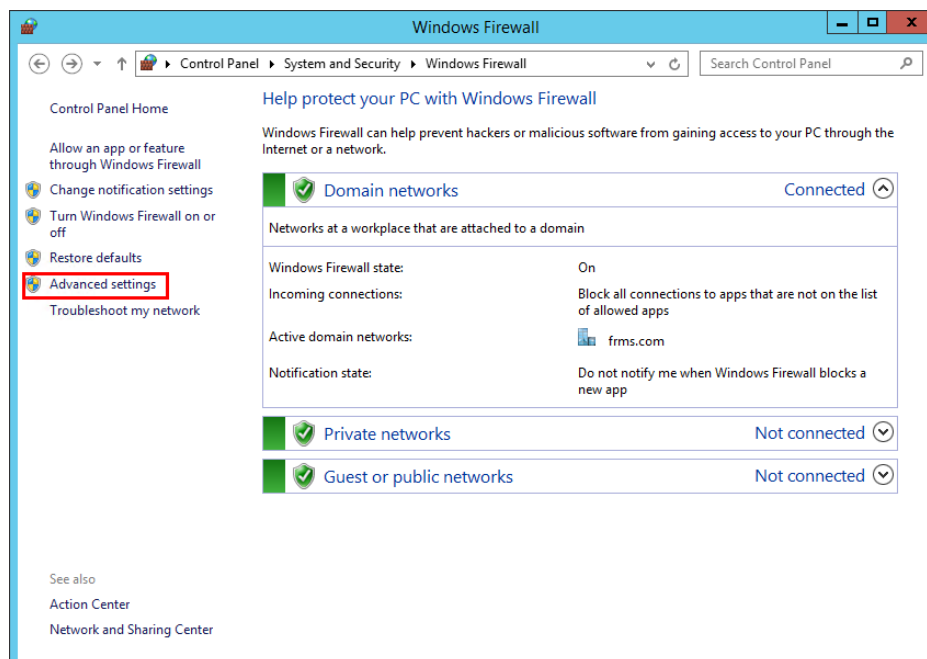 Windows Firewall
Control Panel System and Security Windows Firewall
Search Control Panel
Control Panel Home
Allow an app or feature
through Windows Firewall
Change notification settings
Turn Windows Firewall on or
off
Restore defaults
Advanced settings
Troubleshoot my network
See also
Action Center
Network and Sharing Center
Help protect your PC with Windows Firewall
Windows Firewall can help prevent hackers or malicious software from gaining access to your PC through the
Internet or a network.
Domain networks Connected
Networks at a workplace that are attached to a domain
Windows Firewall state: On
Incoming connections: Block all connections to apps that are not on the list
of allowed apps
Active domain networks: frms.com
Notification state: Do not notify me when Windows Firewall blocks a
new app
Private networks Not connected
Guest or public networks Not connected